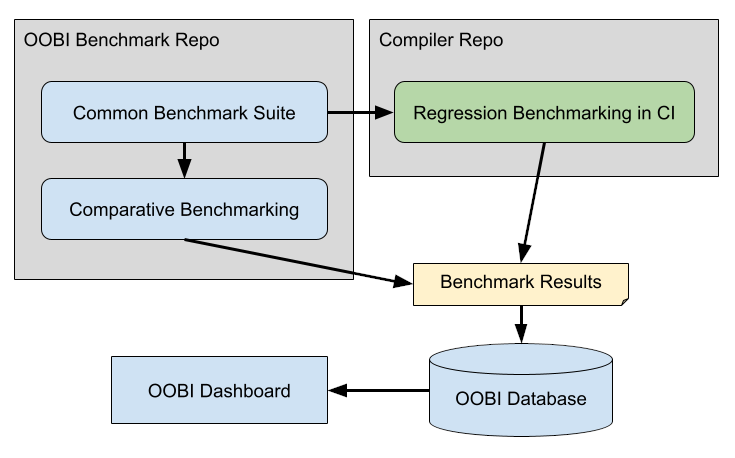 OOBI Benchmark Repo
Compiler Repo
Common Benchmark Suite
Regression Benchmarking in CI
Comparative Benchmarking
Benchmark Results
OOBI Dashboard
OOBI Database